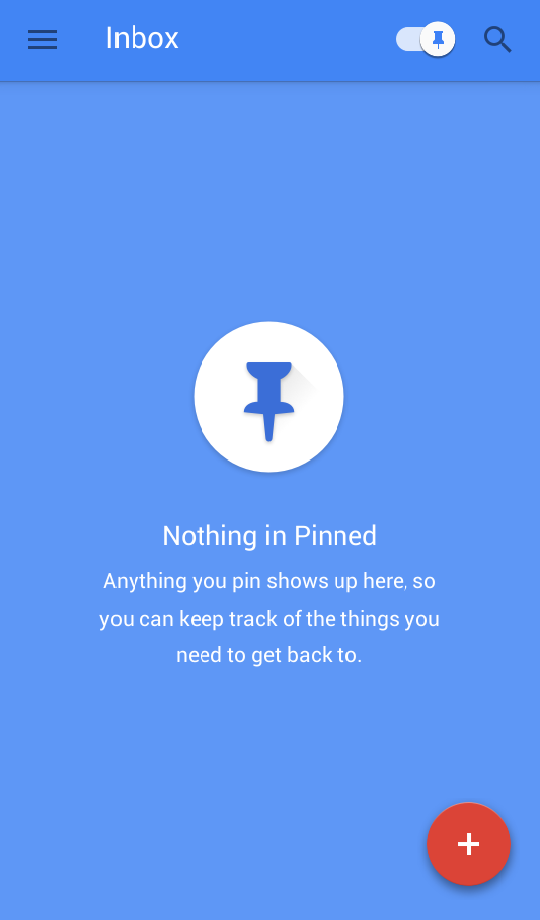 Inbox
Nothing in Pinned
Anything you pin shows up here, so
you can keep track of the things you
need to get back to.